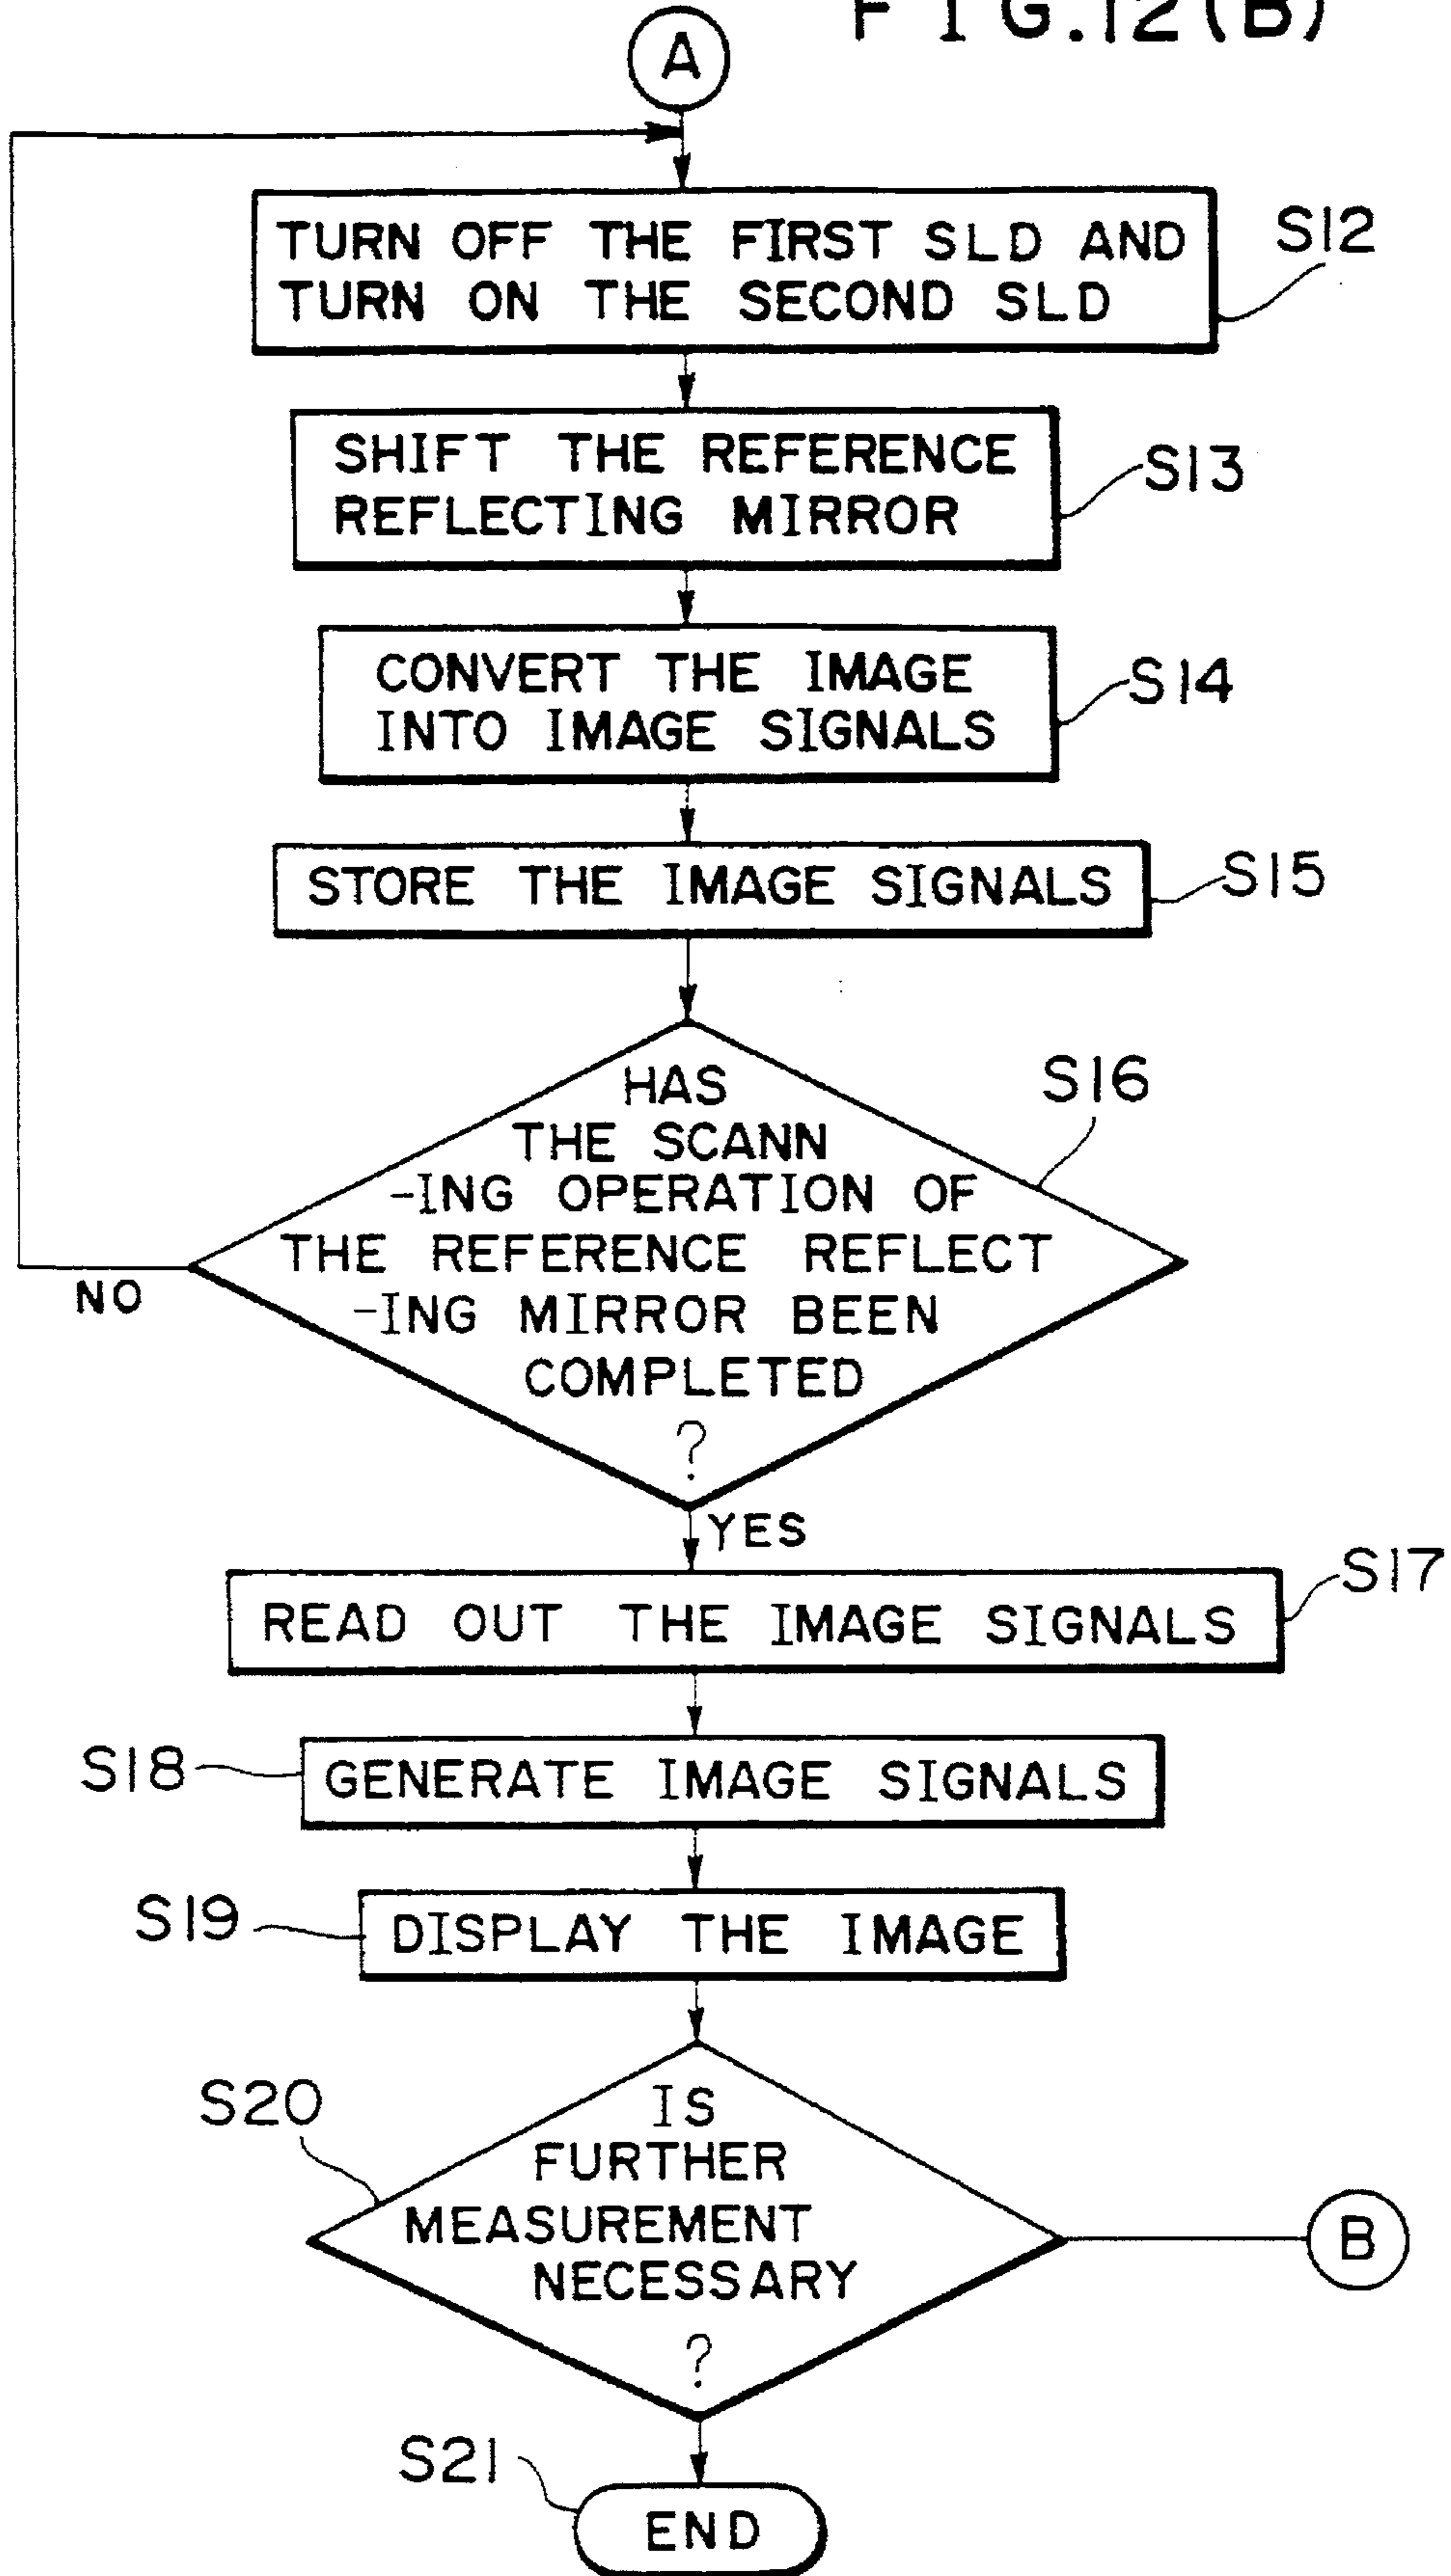 FIG.12(B)
A
TURN OFF THE FIRST SLD AND
TURN ON THE SECOND SLD
S12
SHIFT THE REFERENCE
REFLECTING MIRROR
S13
CONVERT THE IMAGE
INTO IMAGE SIGNALS
S14
STORE THE IMAGE SIGNALS
S15
HAS
THE SCANN
-ING OPERATION OF
THE REFERENCE REFLECT
-ING MIRROR BEEN
COMPLETED
?
S16
NO
YES
READ OUT THE IMAGE SIGNALS
S17
S18
GENERATE IMAGE SIGNALS
S19
DISPLAY THE IMAGE
S20
IS
FURTHER
MEASUREMENT
NECESSARY
?
B
S21
END